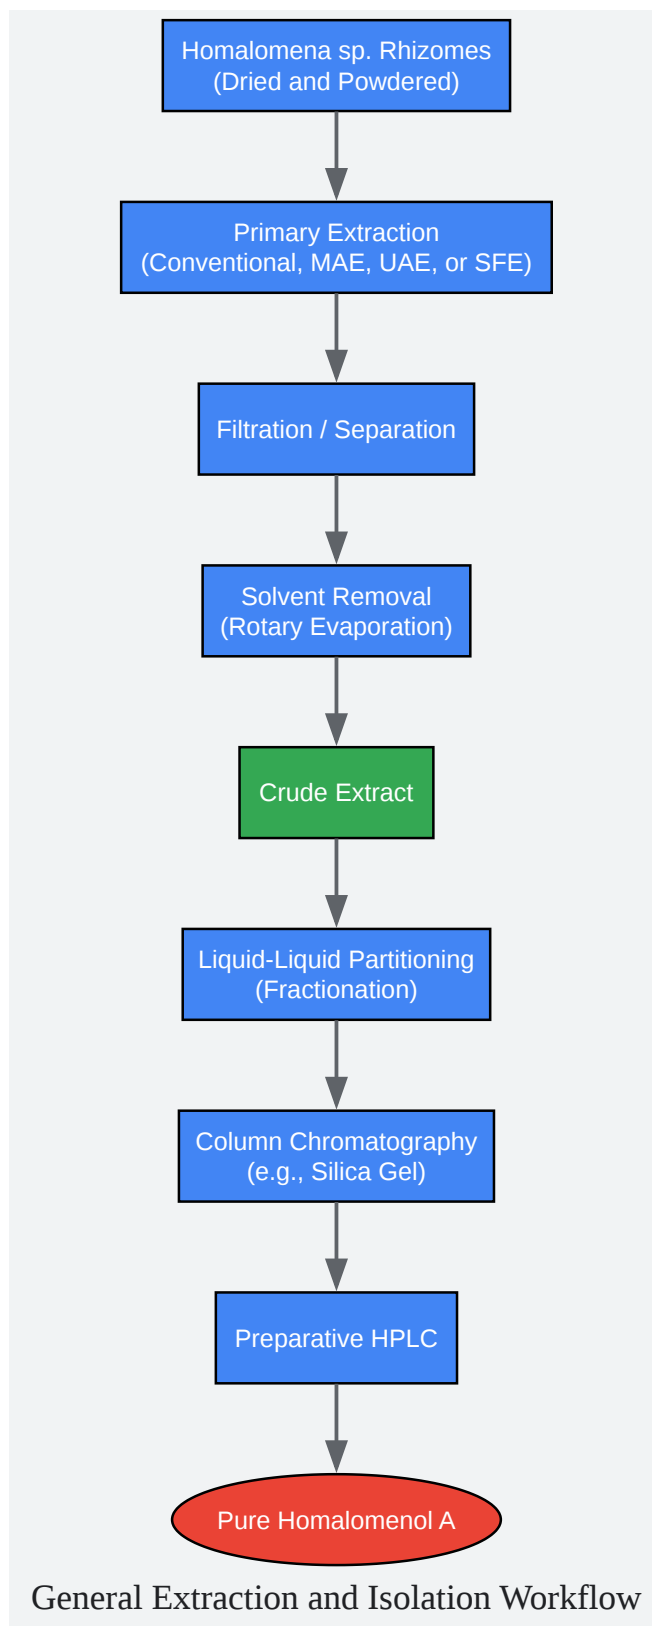 Homalomena sp. Rhizomes
(Dried and Powdered)
Primary Extraction
(Conventional, MAE, UAE, or SFE)
Filtration / Separation
Solvent Removal
(Rotary Evaporation)
Crude Extract
Liquid-Liquid Partitioning
(Fractionation)
Column Chromatography
(e.g., Silica Gel)
Preparative HPLC
Pure Homalomenol A
General Extraction and Isolation Workflow